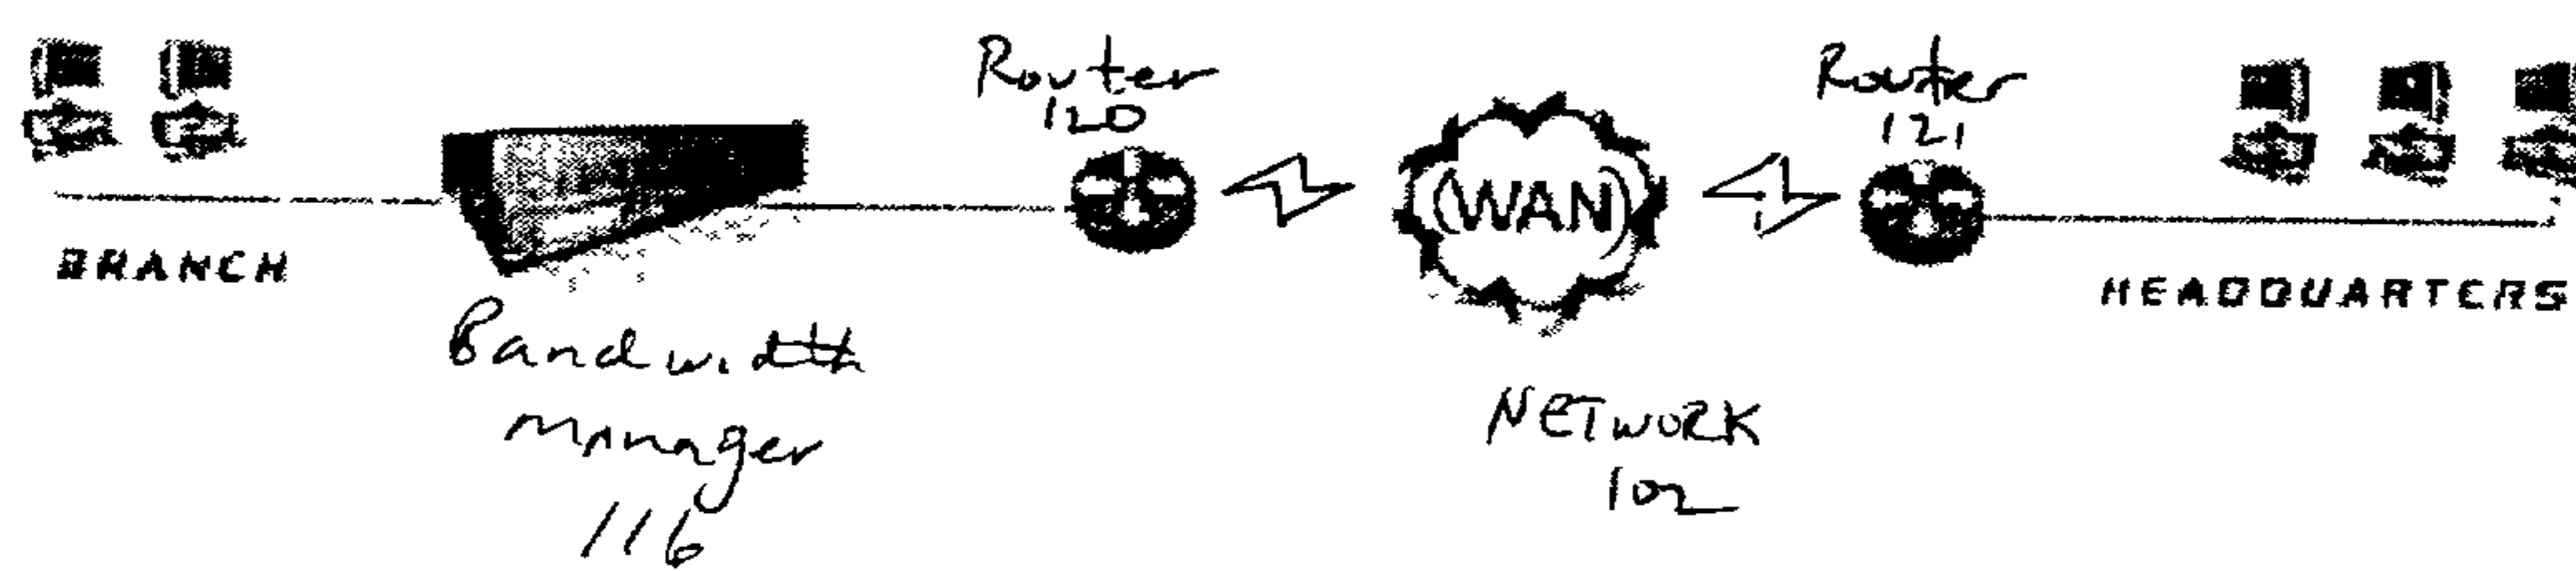 Router
120
Router
121
(WAN)
BRANCH
HEADQUARTERS
Bandwidth
Manager
116
NETWORK
102